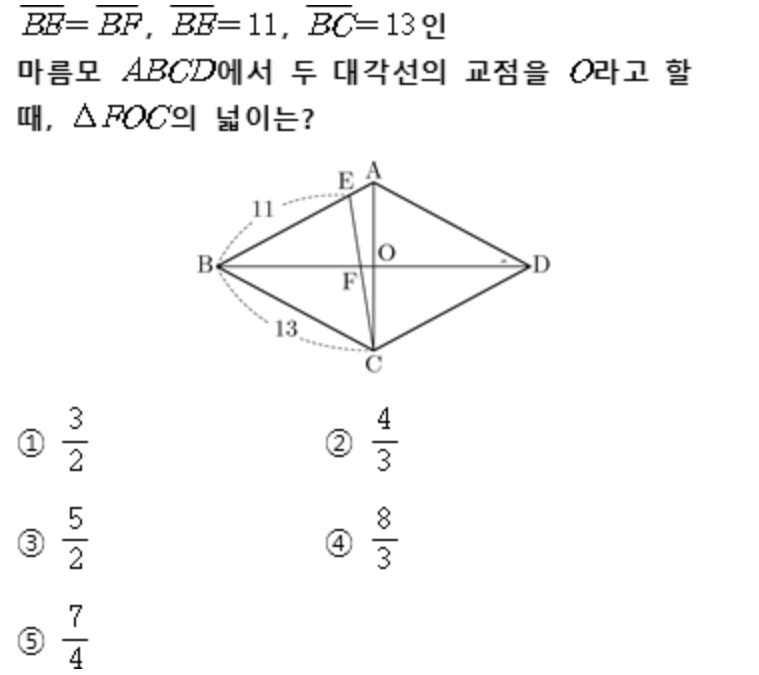 BE=BF, BE=11, BC=13인
마름모 ABCD에서 두 대각선의 교점을 O라고 할
때, △FOC의 넓이는?
E A
11
B O D
F
13
C
① 3/2 ② 4/3
③ 5/2 ④ 8/3
⑤ 7/4